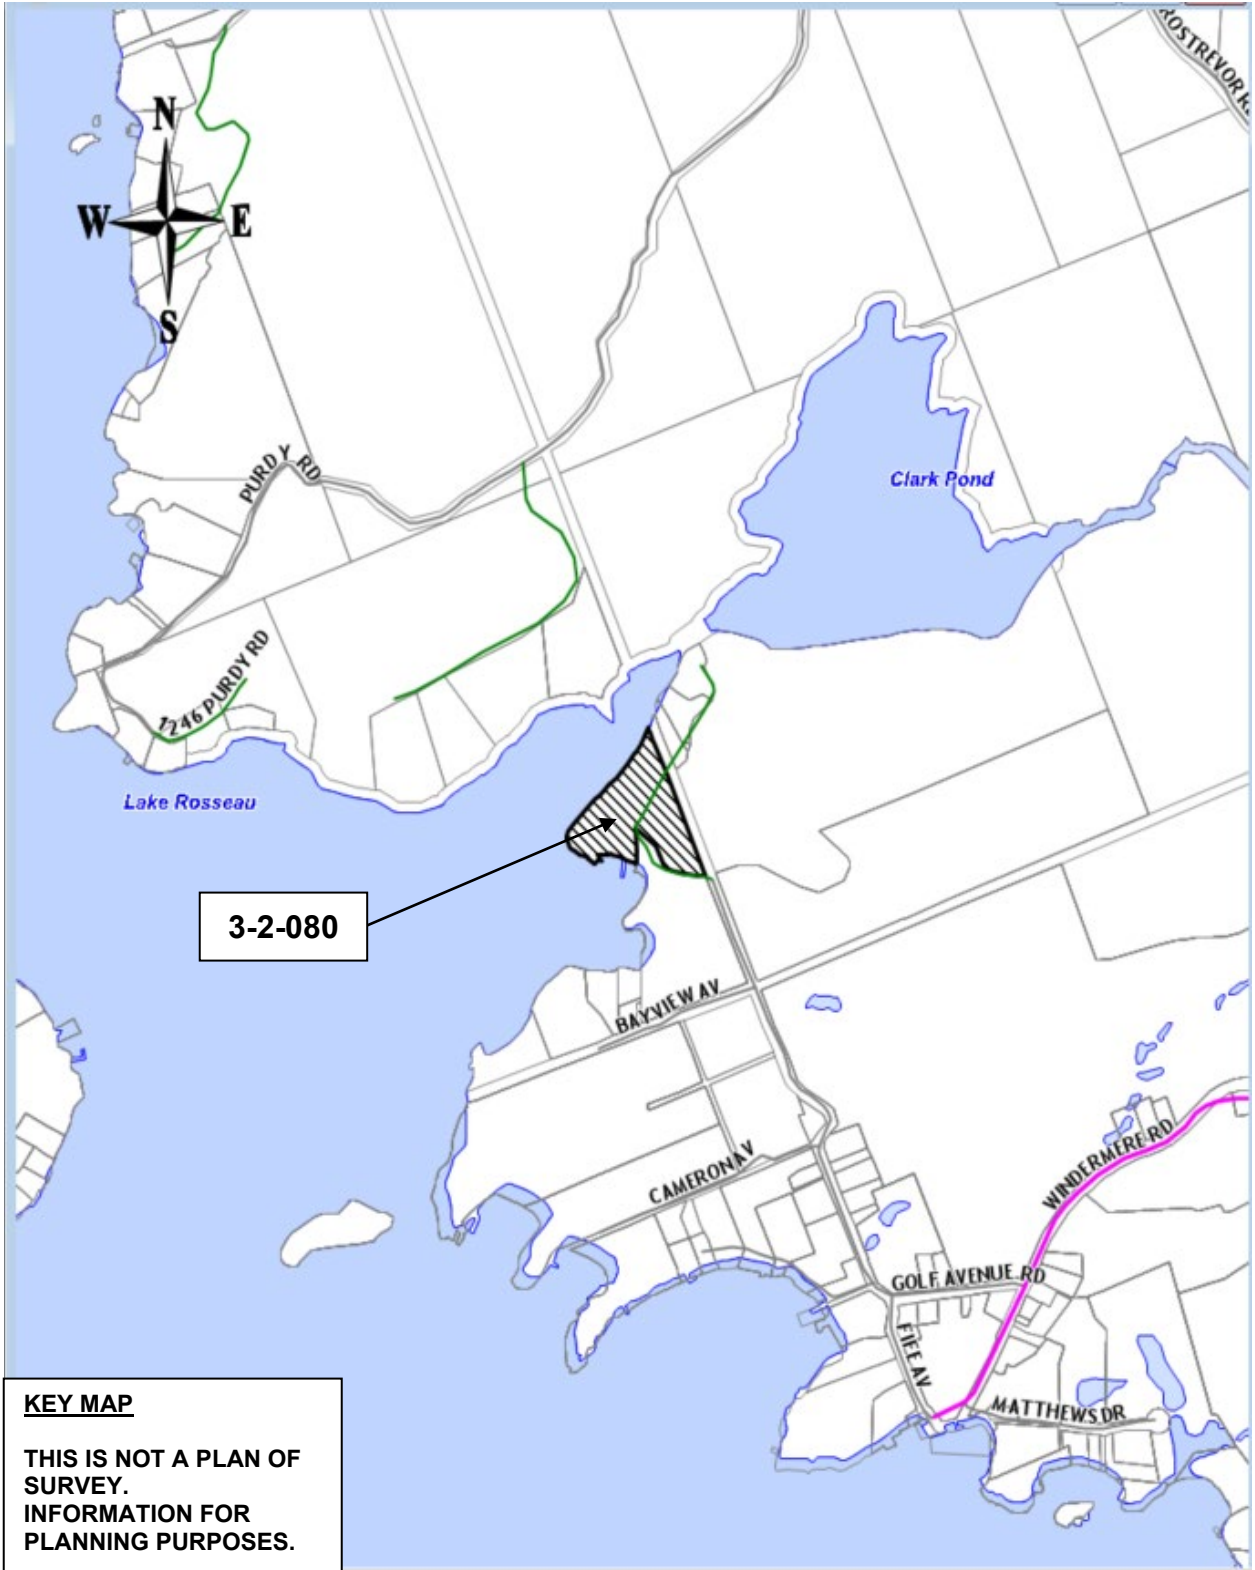 ROSTREVOR R
N
W E
S
PURDY RD
Clark Pond
1246 PURDY RD
Lake Rosseau
3-2-080
BAYVIEW AV
CAMERON AV
WINDERMERE RD
GOLF AVENUE RD
FIFE AV
MATTHEWS DR
KEY MAP
THIS IS NOT A PLAN OF
SURVEY.
INFORMATION FOR
PLANNING PURPOSES.